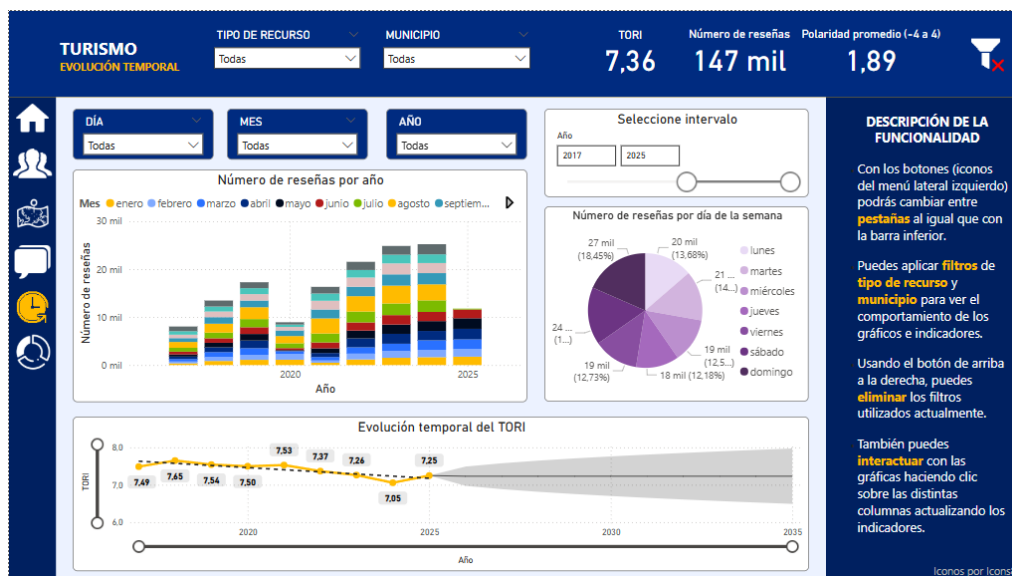 TURISMO
EVOLUCIÓN TEMPORAL
TIPO DE RECURSO
Todas
MUNICIPIO
Todas
TORI
7,36
Número de reseñas
147 mil
Polaridad promedio (-4 a 4)
1,89
DÍA
Todas
MES
Todas
AÑO
Todas
Seleccione intervalo
Año
2017
2025
Número de reseñas por año
Mes enero febrero marzo abril mayo junio julio agosto septiem...
Número de reseñas
30 mil
20 mil
10 mil
0 mil
2020
2025
Año
Número de reseñas por día de la semana
27 mil
(18,45%)
20 mil
(13,68%)
21 ...
(14...)
19 mil
(12,5...)
18 mil (12,18%)
19 mil
(12,73%)
24 ...
(1...)
lunes
martes
miércoles
jueves
viernes
sábado
domingo
Evolución temporal del TORI
TORI
8.0
7.0
6.0
7,49
7,65
7,54
7,50
7,53
7,37
7,26
7,05
7,25
2020
2025
2030
2035
Año
DESCRIPCIÓN DE LA
FUNCIONALIDAD
Con los botones (iconos
del menú lateral izquierdo)
podrás cambiar entre
pestañas al igual que con
la barra inferior.
Puedes aplicar filtros de
tipo de recurso y
municipio para ver el
comportamiento de los
gráficos e indicadores.
Usando el botón de arriba
a la derecha, puedes
eliminar los filtros
utilizados actualmente.
También puedes
interactuar con las
gráficas haciendo clic
sobre las distintas
columnas actualizando los
indicadores.
Iconos por Icons